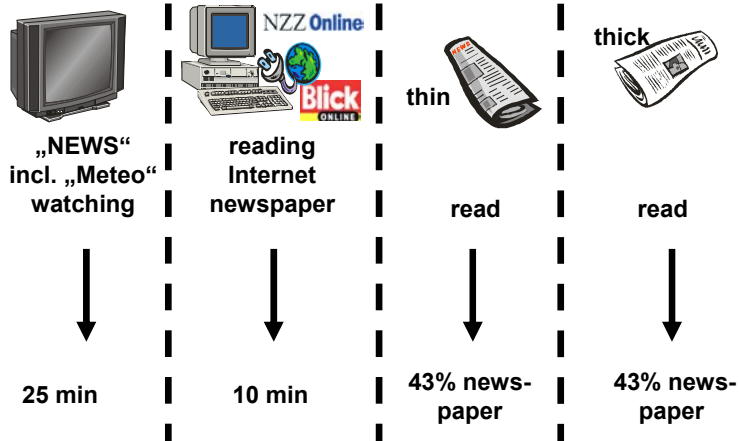 „NEWS“
incl. „Meteo“
watching
NZZ Online
Blick
ONLINE
reading
Internet
newspaper
NEWS
thin
read
thick
read
25 min
10 min
43% news-
paper
43% news-
paper